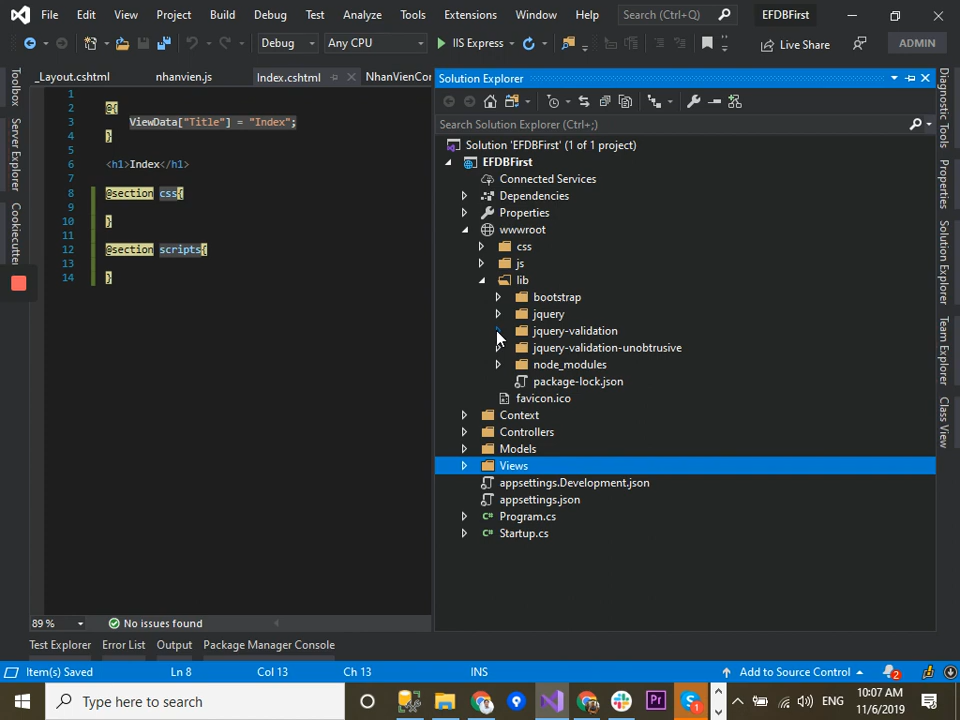 File Edit View Project Build Debug Test Analyze Tools Extensions Window Help Search (Ctrl+Q) EFDBFirst
Debug Any CPU IIS Express Live Share ADMIN
_Layout.cshtml nhanvien.js Index.cshtml NhanVienCor
Toolbox
Server Explorer
Cookiecutter
1
2 @{
3 ViewData["Title"] = "Index";
4 }
5
6 <h1>Index</h1>
7
8 @section css{
9
10 }
11
12 @section scripts{
13
14 }
89 % No issues found
Solution Explorer
Search Solution Explorer (Ctrl+;)
Solution 'EFDBFirst' (1 of 1 project)
EFDBFirst
Connected Services
Dependencies
Properties
wwwroot
css
js
lib
bootstrap
jquery
jquery-validation
jquery-validation-unobtrusive
node_modules
package-lock.json
favicon.ico
Context
Controllers
Models
Views
appsettings.Development.json
appsettings.json
Program.cs
Startup.cs
Diagnostic Tools
Properties
Solution Explorer
Team Explorer
Class View
Test Explorer Error List Output Package Manager Console
Item(s) Saved Ln 8 Col 13 Ch 13 INS Add to Source Control 2
Type here to search Pr S 1 ENG 10:07 AM
11/6/2019